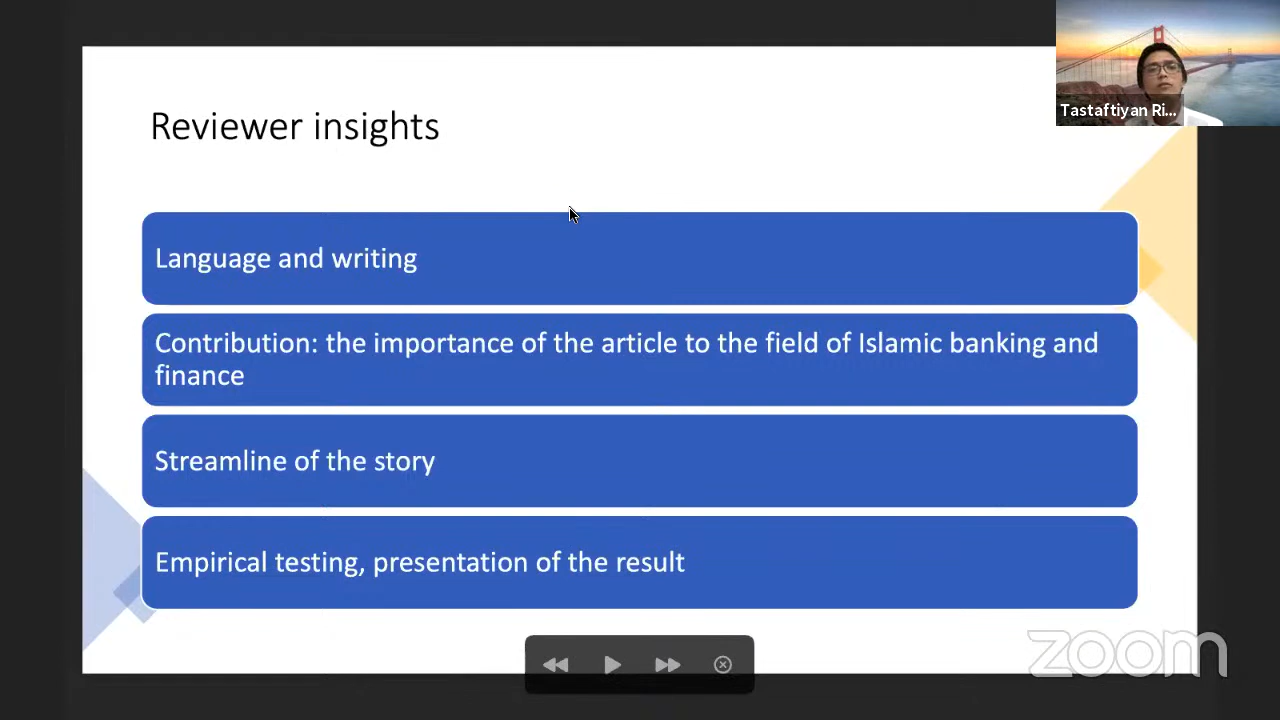 Reviewer insights
Tastaftiyan Ri...
Language and writing
Contribution: the importance of the article to the field of Islamic banking and
finance
Streamline of the story
Empirical testing, presentation of the result
zoom